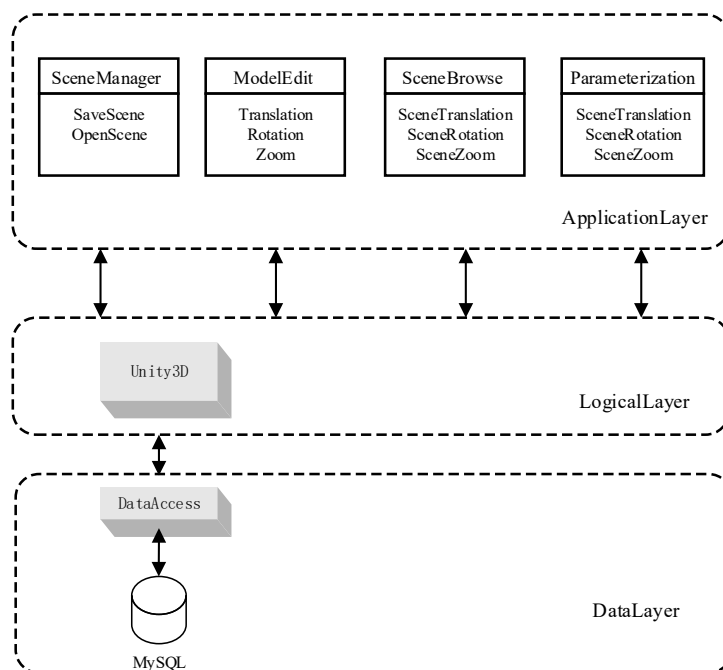 SceneManager
SaveScene
OpenScene
ModelEdit
Translation
Rotation
Zoom
SceneBrowse
SceneTranslation
SceneRotation
SceneZoom
Parameterization
SceneTranslation
SceneRotation
SceneZoom
ApplicationLayer
Unity3D
LogicalLayer
DataAccess
MySQL
DataLayer